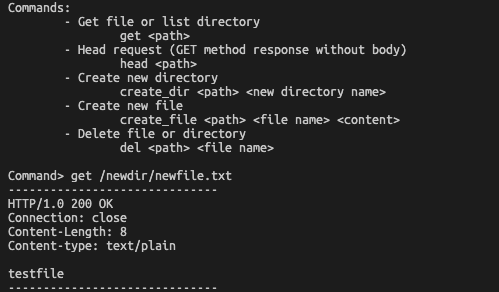 Commands:
- Get file or list directory
get <path>
- Head request (GET method response without body)
head <path>
- Create new directory
create_dir <path> <new directory name>
- Create new file
create_file <path> <file name> <content>
- Delete file or directory
del <path> <file name>
Command> get /newdir/newfile.txt
------------------------------
HTTP/1.0 200 OK
Connection: close
Content-Length: 8
Content-type: text/plain
testfile
------------------------------